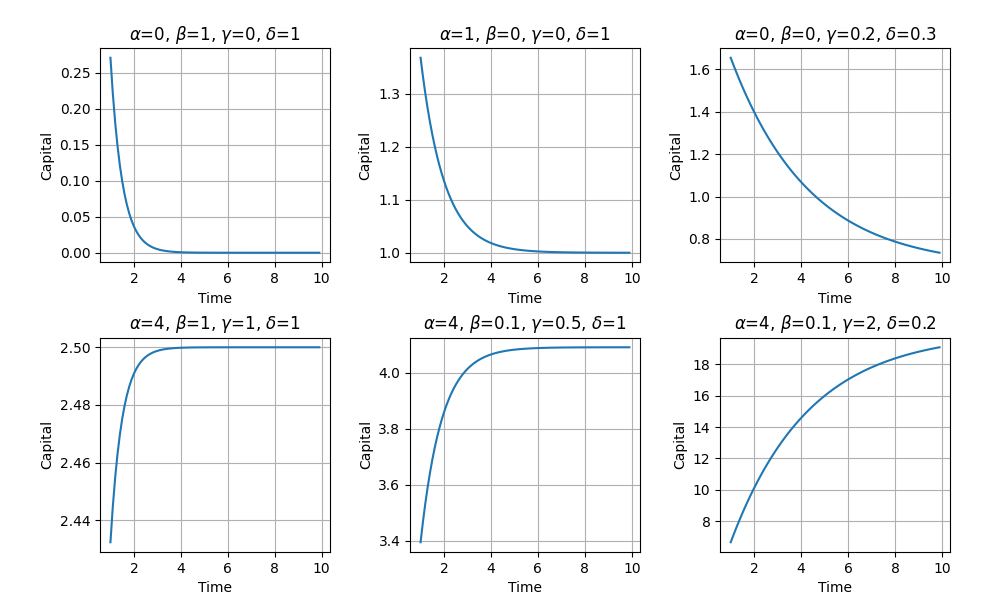 α=0, β=1, γ=0, δ=1
Capital
0.25
0.20
0.15
0.10
0.05
0.00
2 4 6 8 10
Time
α=1, β=0, γ=0, δ=1
Capital
1.3
1.2
1.1
1.0
2 4 6 8 10
Time
α=0, β=0, γ=0.2, δ=0.3
Capital
1.6
1.4
1.2
1.0
0.8
2 4 6 8 10
Time
α=4, β=1, γ=1, δ=1
Capital
2.50
2.48
2.46
2.44
2 4 6 8 10
Time
α=4, β=0.1, γ=0.5, δ=1
Capital
4.0
3.8
3.6
3.4
2 4 6 8 10
Time
α=4, β=0.1, γ=2, δ=0.2
Capital
18
16
14
12
10
8
2 4 6 8 10
Time